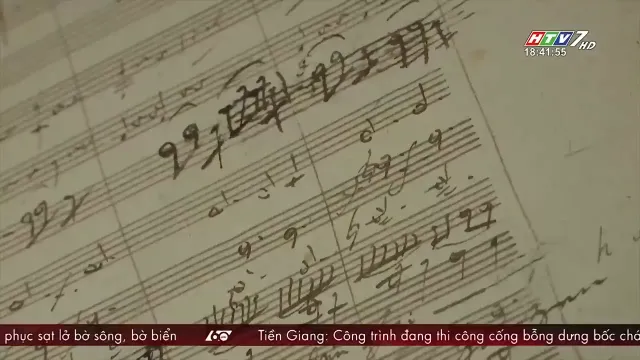 HTV7 HD
18:41:55
phục sạt lở bờ sông, bờ biển 60 Tiền Giang: Công trình đang thi công cống bỗng dưng bốc chá